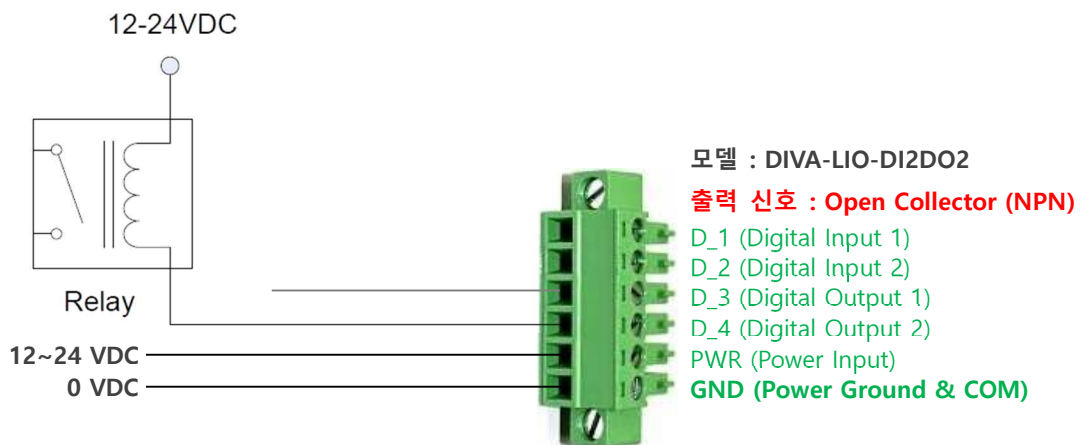 12-24VDC
모델 : DIVA-LIO-DI2DO2
출력 신호 : Open Collector (NPN)
D_1 (Digital Input 1)
D_2 (Digital Input 2)
D_3 (Digital Output 1)
Relay
D_4 (Digital Output 2)
12~24 VDC
PWR (Power Input)
0 VDC
GND (Power Ground & COM)